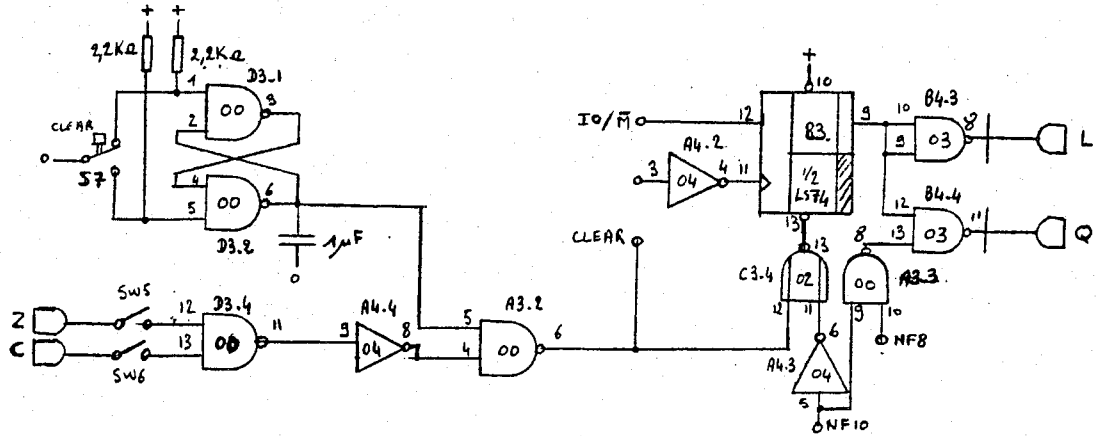 + +
2,2KΩ 2,2KΩ
D3-1
1
2
00
3
CLEAR
S7
4
5
00
6
D3-2
1µF
Z
C
SW5
SW6
D3-4
12
13
00
11
A4-4
9
04
8
A3-2
5
4
00
6
CLEAR
+
10
IO/M̅
12
83
9
1/2
LS74
A4-2
3
04
4
11
13
13
C3-4
02
12
11
6
A4-3
04
5
NF10
8
00
A3-3
9
10
NF8
B4-3
10
9
03
8
L
B4-4
12
13
03
11
Q